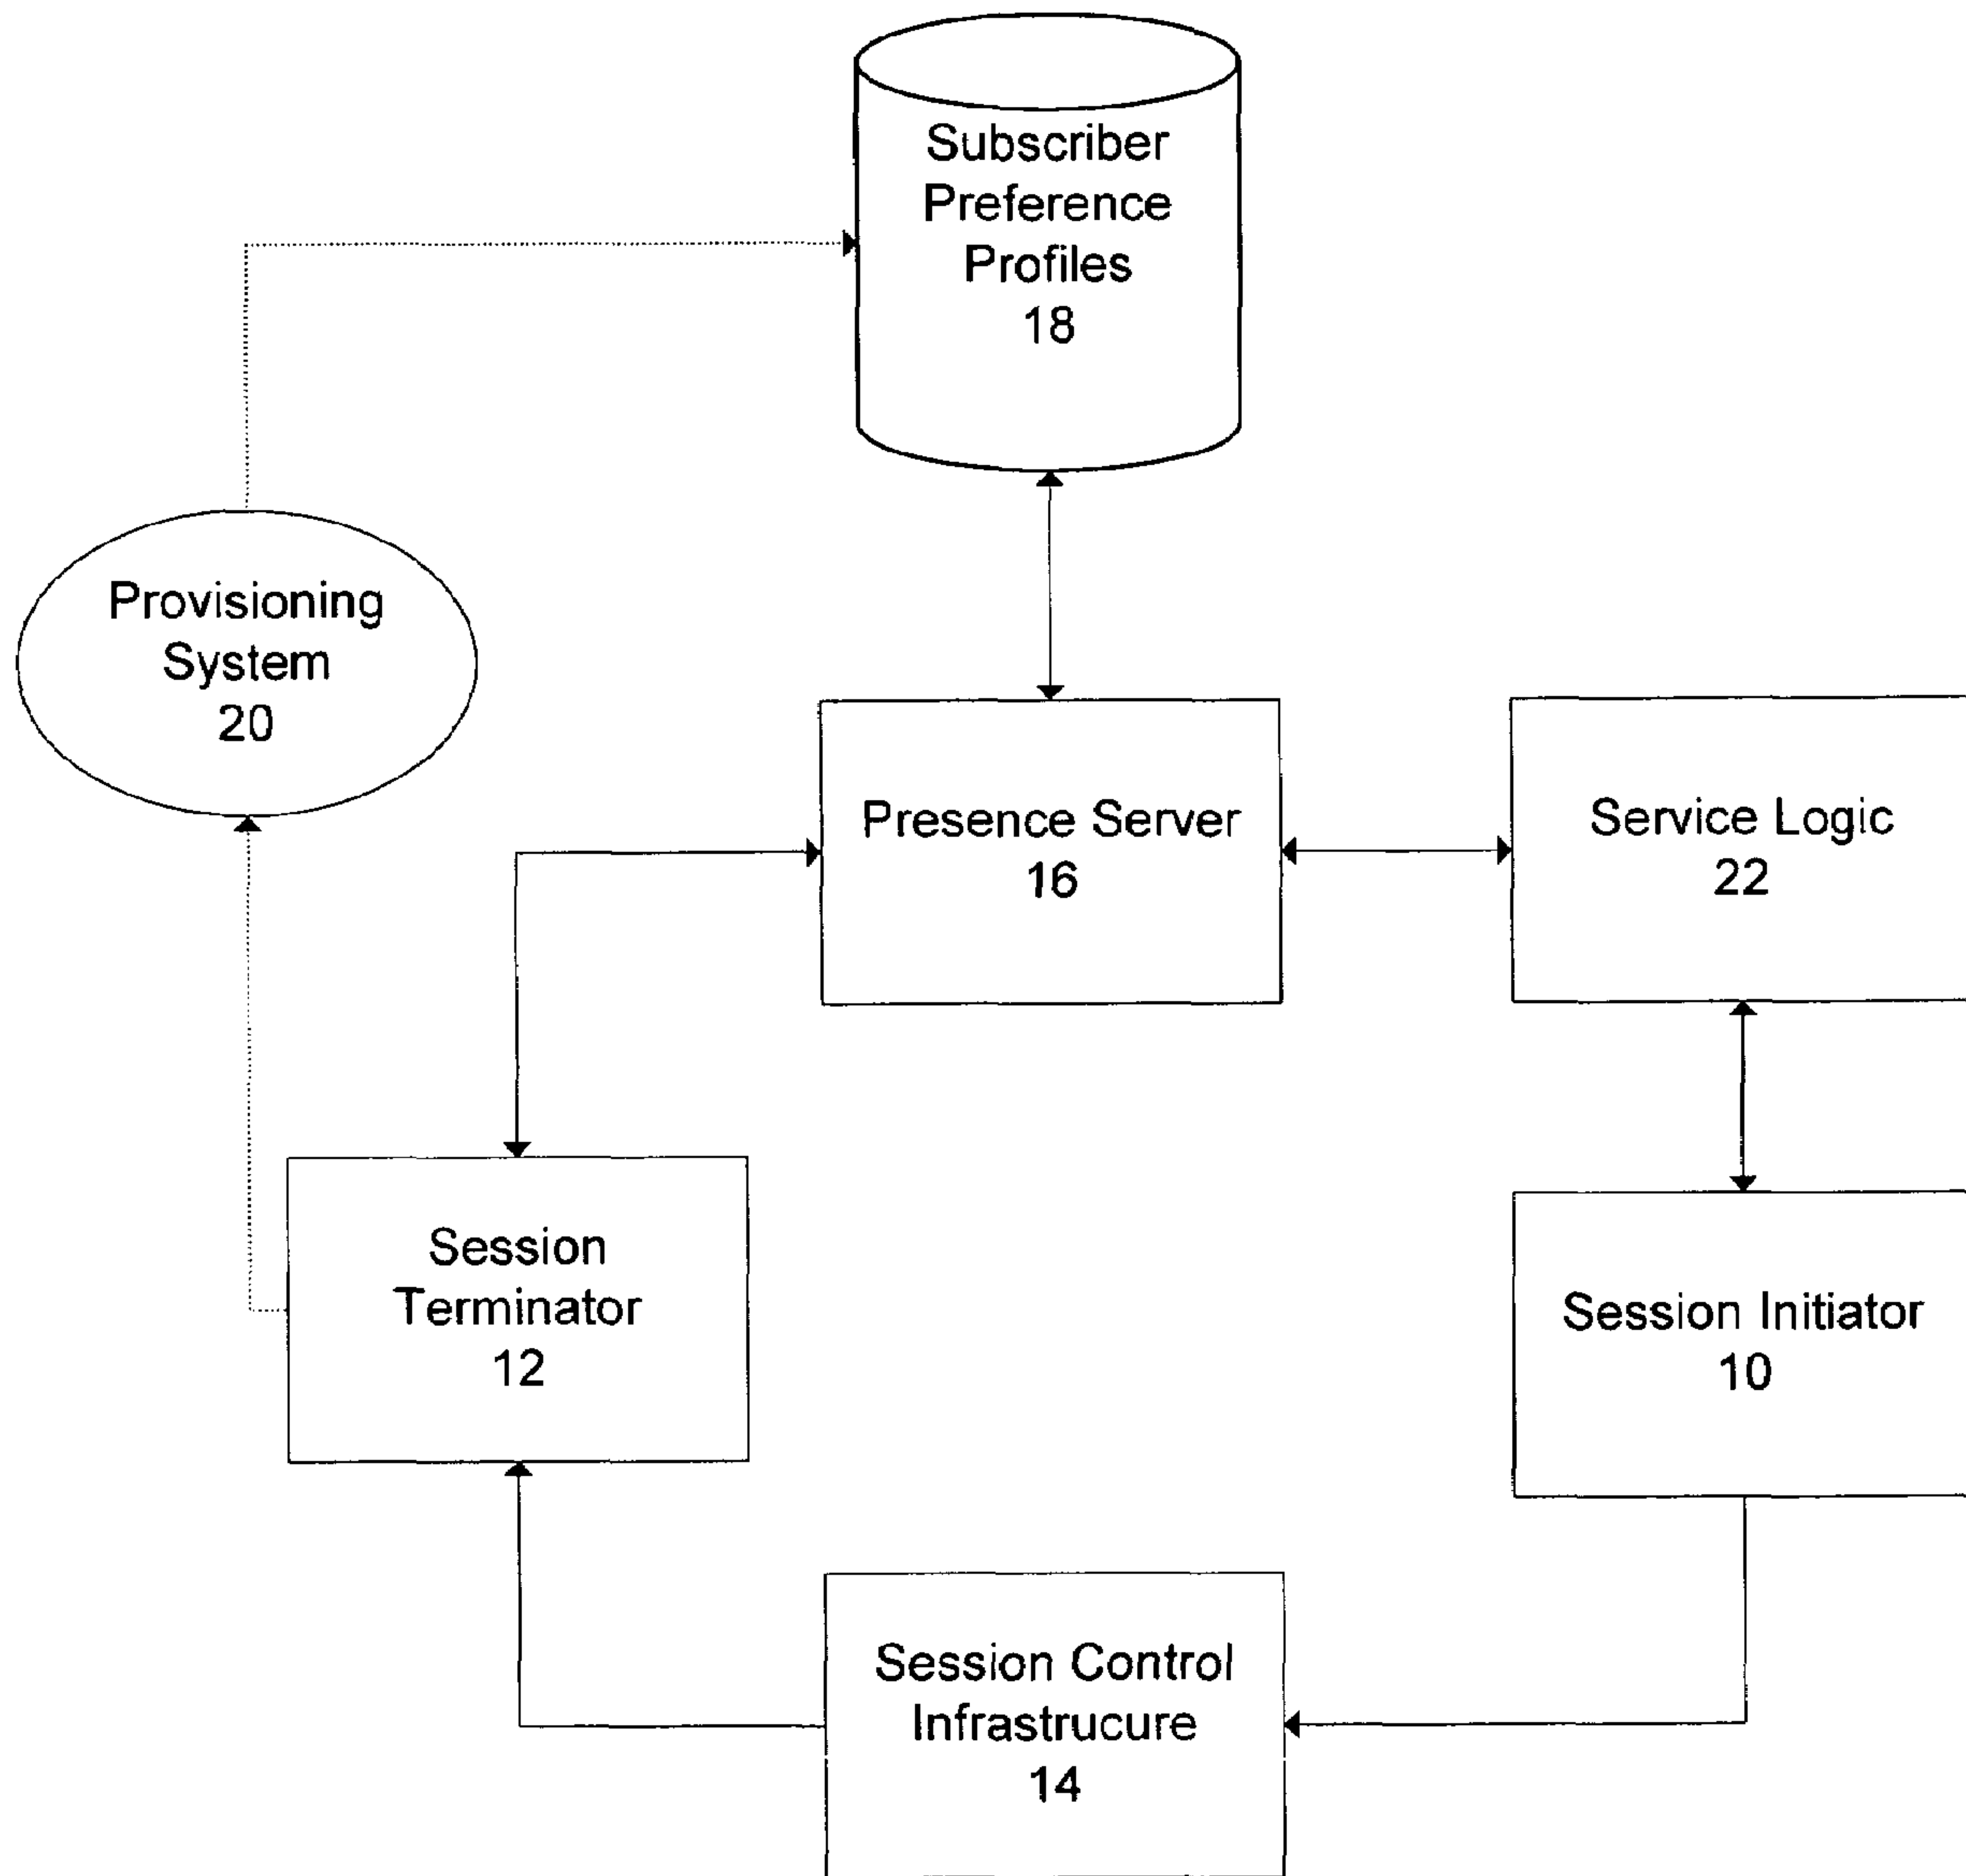 Subscriber
Preference
Profiles
18
Provisioning
System
20
Presence Server
16
Service Logic
22
Session
Terminator
12
Session Initiator
10
Session Control
Infrastrucure
14